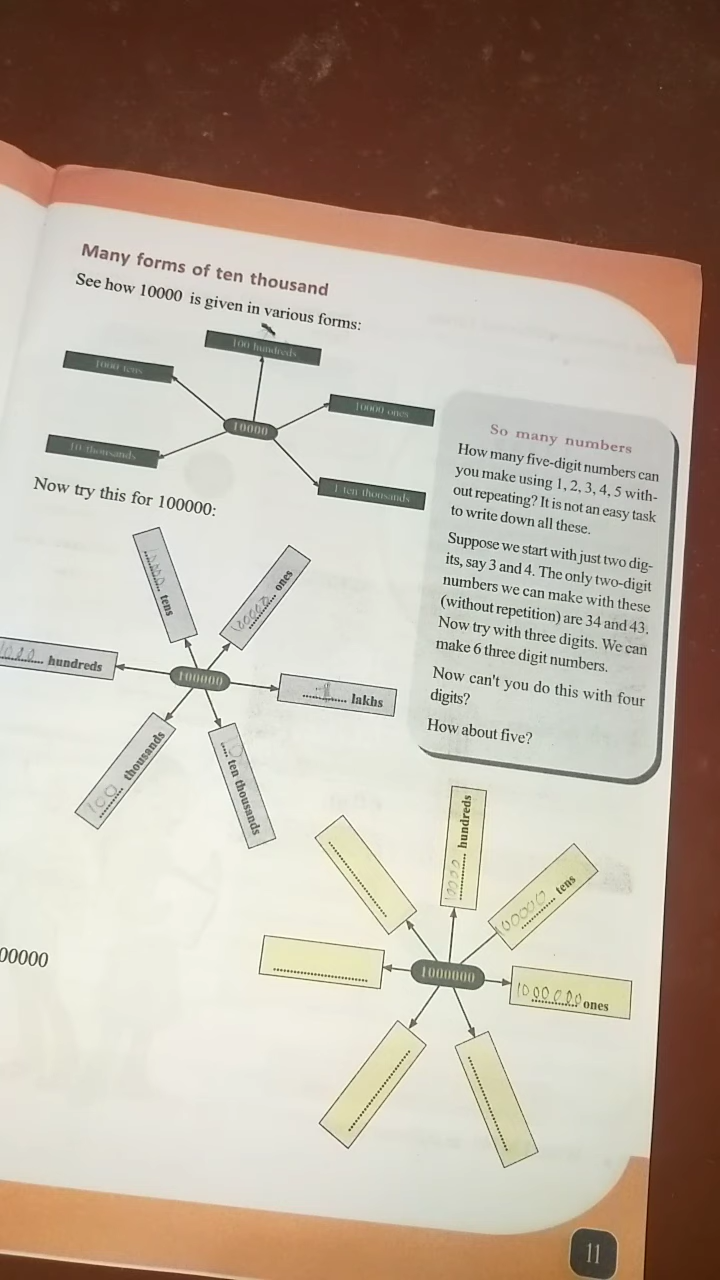 Many forms of ten thousand
See how 10000 is given in various forms:
100 hundreds
1000 tens
10000 ones
10000
10 thousands
1 ten thousands
Now try this for 100000:
tens
ones
hundreds
100000
1 lakhs
100 thousands
10 ten thousands
So many numbers
How many five-digit numbers can
you make using 1, 2, 3, 4, 5 with-
out repeating? It is not an easy task
to write down all these.
Suppose we start with just two dig-
its, say 3 and 4. The only two-digit
numbers we can make with these
(without repetition) are 34 and 43.
Now try with three digits. We can
make 6 three digit numbers.
Now can't you do this with four
digits?
How about five?
10000 hundreds
100000 tens
1000000
1000000 ones
00000
11